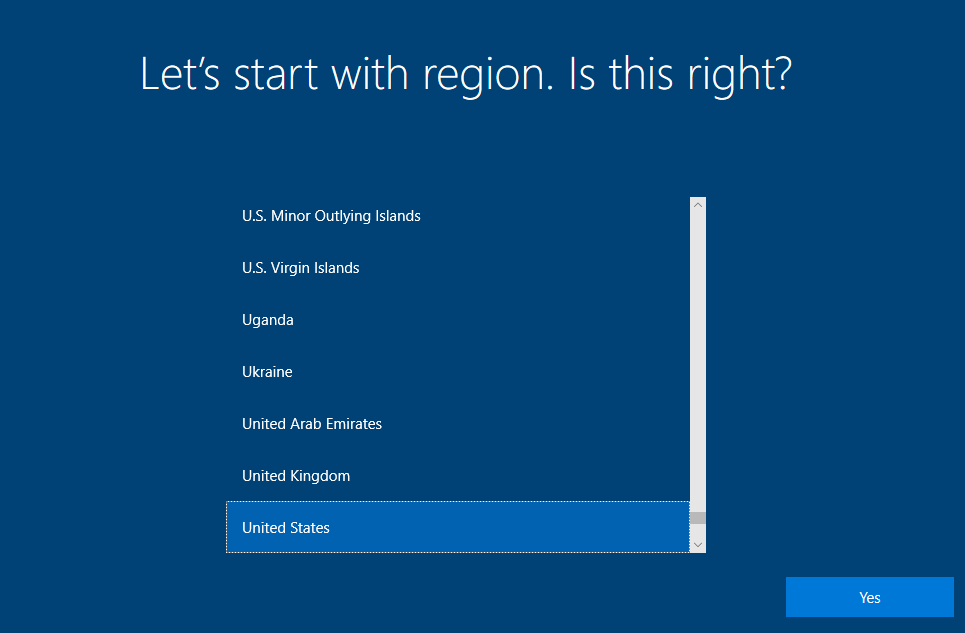 Let’s start with region. Is this right?
U.S. Minor Outlying Islands
U.S. Virgin Islands
Uganda
Ukraine
United Arab Emirates
United Kingdom
United States
Yes